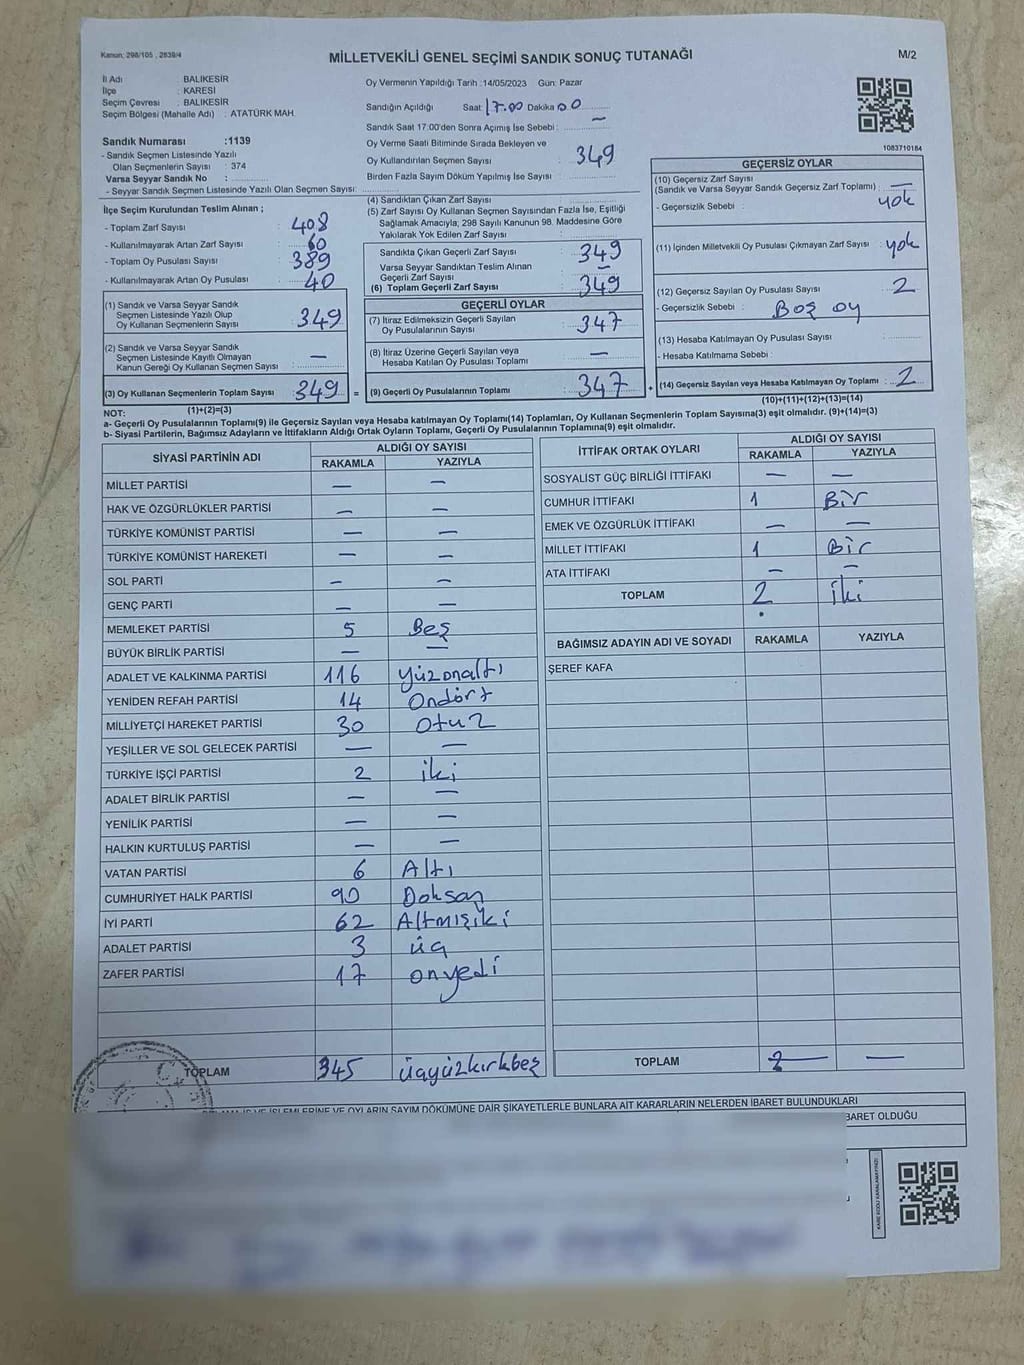 Kanun: 298/105 , 2839/4
MİLLETVEKİLİ GENEL SEÇİMİ SANDIK SONUÇ TUTANAĞI
M/2
İl Adı : BALIKESİR
İlçe : KARESİ
Seçim Çevresi : BALIKESİR
Seçim Bölgesi (Mahalle Adı) : ATATÜRK MAH.
Sandık Numarası :1139
- Sandık Seçmen Listesinde Yazılı
Olan Seçmenlerin Sayısı : 374
Varsa Seyyar Sandık No :
- Seyyar Sandık Seçmen Listesinde Yazılı Olan Seçmen Sayısı:
Oy Vermenin Yapıldığı Tarih :14/05/2023 Gün: Pazar
Sandığın Açıldığı Saat 17.00 Dakika 00
Sandık Saat 17:00'den Sonra Açımış İse Sebebi : —
Oy Verme Saati Bitiminde Sırada Bekleyen ve
Oy Kullandırılan Seçmen Sayısı : 349
Birden Fazla Sayım Döküm Yapılmış İse Sayısı :
1083710184
İlçe Seçim Kurulundan Teslim Alınan ;
- Toplam Zarf Sayısı : 408
- Kullanılmayarak Artan Zarf Sayısı : 60
- Toplam Oy Pusulası Sayısı : 389
- Kullanılmayarak Artan Oy Pusulası : 40
(1) Sandık ve Varsa Seyyar Sandık
Seçmen Listesinde Yazılı Olup
Oy Kullanan Seçmenlerin Sayısı : 349
(2) Sandık ve Varsa Seyyar Sandık
Seçmen Listesinde Kayıtlı Olmayan
Kanun Gereği Oy Kullanan Seçmen Sayısı : —
(3) Oy Kullanan Seçmenlerin Toplam Sayısı : 349 =
(1)+(2)=(3)
(4) Sandıktan Çıkan Zarf Sayısı :
(5) Zarf Sayısı Oy Kullanan Seçmen Sayısından Fazla İse, Eşitliği
Sağlamak Amacıyla; 298 Sayılı Kanunun 98. Maddesine Göre
Yakılarak Yok Edilen Zarf Sayısı :
Sandıkta Çıkan Geçerli Zarf Sayısı : 349
Varsa Seyyar Sandıktan Teslim Alınan
Geçerli Zarf Sayısı : —
(6) Toplam Geçerli Zarf Sayısı : 349
GEÇERLİ OYLAR
(7) İtiraz Edilmeksizin Geçerli Sayılan
Oy Pusulalarının Sayısı : 347
(8) İtiraz Üzerine Geçerli Sayılan veya
Hesaba Katılan Oy Pusulası Toplamı : —
(9) Geçerli Oy Pusulalarının Toplamı : 347 +
GEÇERSİZ OYLAR
(10) Geçersiz Zarf Sayısı
(Sandık ve Varsa Seyyar Sandık Geçersiz Zarf Toplamı) : —
- Geçersizlik Sebebi : yok
(11) İçinden Milletvekili Oy Pusulası Çıkmayan Zarf Sayısı : yok
(12) Geçersiz Sayılan Oy Pusulası Sayısı : 2
- Geçersizlik Sebebi : Boş oy
(13) Hesaba Katılmayan Oy Pusulası Sayısı :
- Hesaba Katılmama Sebebi :
(14) Geçersiz Sayılan veya Hesaba Katılmayan Oy Toplamı : 2
(10)+(11)+(12)+(13)=(14)
NOT:
a- Geçerli Oy Pusulalarının Toplamı(9) ile Geçersiz Sayılan veya Hesaba katılmayan Oy Toplamı(14) Toplamları, Oy Kullanan Seçmenlerin Toplam Sayısına(3) eşit olmalıdır. (9)+(14)=(3)
b- Siyasi Partilerin, Bağımsız Adayların ve İttifakların Aldığı Ortak Oyların Toplamı, Geçerli Oy Pusulalarının Toplamına(9) eşit olmalıdır.
SİYASİ PARTİNİN ADI ALDIĞI OY SAYISI
RAKAMLA YAZIYLA
MİLLET PARTİSİ — —
HAK VE ÖZGÜRLÜKLER PARTİSİ — —
TÜRKİYE KOMÜNİST PARTİSİ — —
TÜRKİYE KOMÜNİST HAREKETİ — —
SOL PARTİ — —
GENÇ PARTİ — —
MEMLEKET PARTİSİ 5 Beş
BÜYÜK BİRLİK PARTİSİ — —
ADALET VE KALKINMA PARTİSİ 116 yüzonaltı
YENİDEN REFAH PARTİSİ 14 Ondört
MİLLİYETÇİ HAREKET PARTİSİ 30 otuz
YEŞİLLER VE SOL GELECEK PARTİSİ — —
TÜRKİYE İŞÇİ PARTİSİ 2 iki
ADALET BİRLİK PARTİSİ — —
YENİLİK PARTİSİ — —
HALKIN KURTULUŞ PARTİSİ — —
VATAN PARTİSİ 6 Altı
CUMHURİYET HALK PARTİSİ 90 Doksan
İYİ PARTİ 62 Altmışiki
ADALET PARTİSİ 3 üç
ZAFER PARTİSİ 17 onyedi
TOPLAM 345 üçyüzkırkbeş
İTTİFAK ORTAK OYLARI ALDIĞI OY SAYISI
RAKAMLA YAZIYLA
SOSYALİST GÜÇ BİRLİĞİ İTTİFAKI — —
CUMHUR İTTİFAKI 1 Bir
EMEK VE ÖZGÜRLÜK İTTİFAKI — —
MİLLET İTTİFAKI 1 Bir
ATA İTTİFAKI — —
TOPLAM 2 iki
BAĞIMSIZ ADAYIN ADI VE SOYADI RAKAMLA YAZIYLA
ŞEREF KAFA
TOPLAM 2 —
İŞLEMLERİNE VE OYLARIN SAYIM DÖKÜMÜNE DAİR ŞİKAYETLERLE BUNLARA AİT KARARLARIN NELERDEN İBARET BULUNDUKLARI
BARET OLDUĞU
KARE KODU KARALAMAYINIZ!